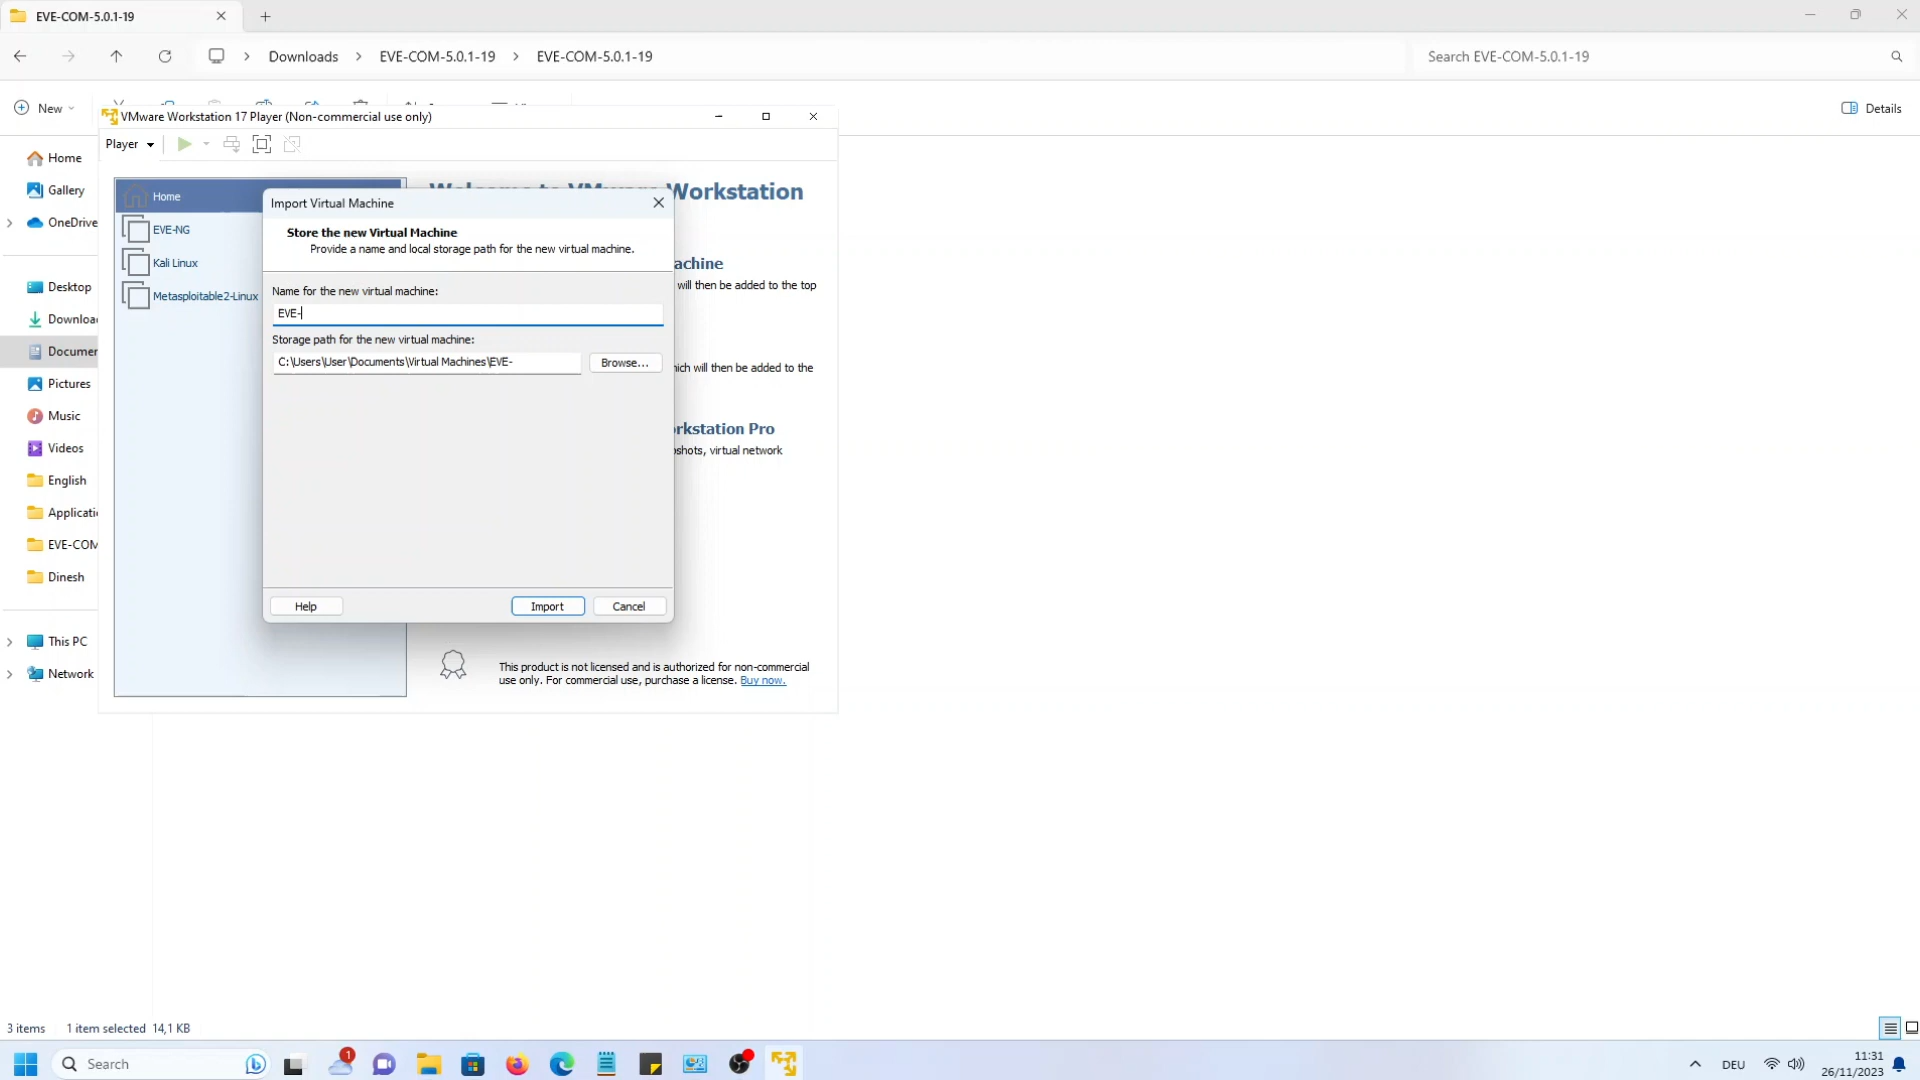 EVE-COM-5.0.1-19
Downloads > EVE-COM-5.0.1-19 > EVE-COM-5.0.1-19
Search EVE-COM-5.0.1-19
New
Details
VMware Workstation 17 Player (Non-commercial use only)
Player
Home
Gallery
OneDrive
Desktop
Downloa
Documen
Pictures
Music
Videos
English
Applicati
EVE-COM
Dinesh
This PC
Network
Home
EVE-NG
Kali Linux
Metasploitable2-Linux
Workstation
achine
will then be added to the top
ich will then be added to the
rkstation Pro
shots, virtual network
Import Virtual Machine
Store the new Virtual Machine
Provide a name and local storage path for the new virtual machine.
Name for the new virtual machine:
EVE-
Storage path for the new virtual machine:
C:\Users\User\Documents\Virtual Machines\EVE-
Browse...
Help
Import
Cancel
This product is not licensed and is authorized for non-commercial
use only. For commercial use, purchase a license. Buy now.
3 items 1 item selected 14,1 KB
Search
1
DEU
11:31
26/11/2023